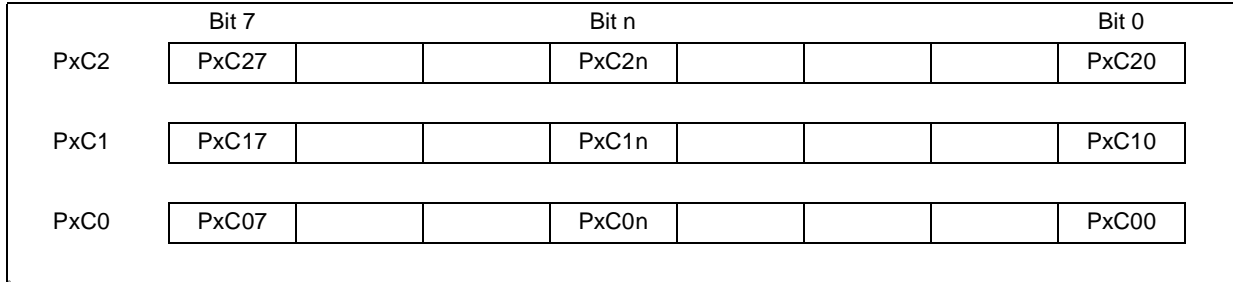 Bit 7 Bit n Bit 0
PxC2 PxC27 PxC2n PxC20
PxC1 PxC17 PxC1n PxC10
PxC0 PxC07 PxC0n PxC00